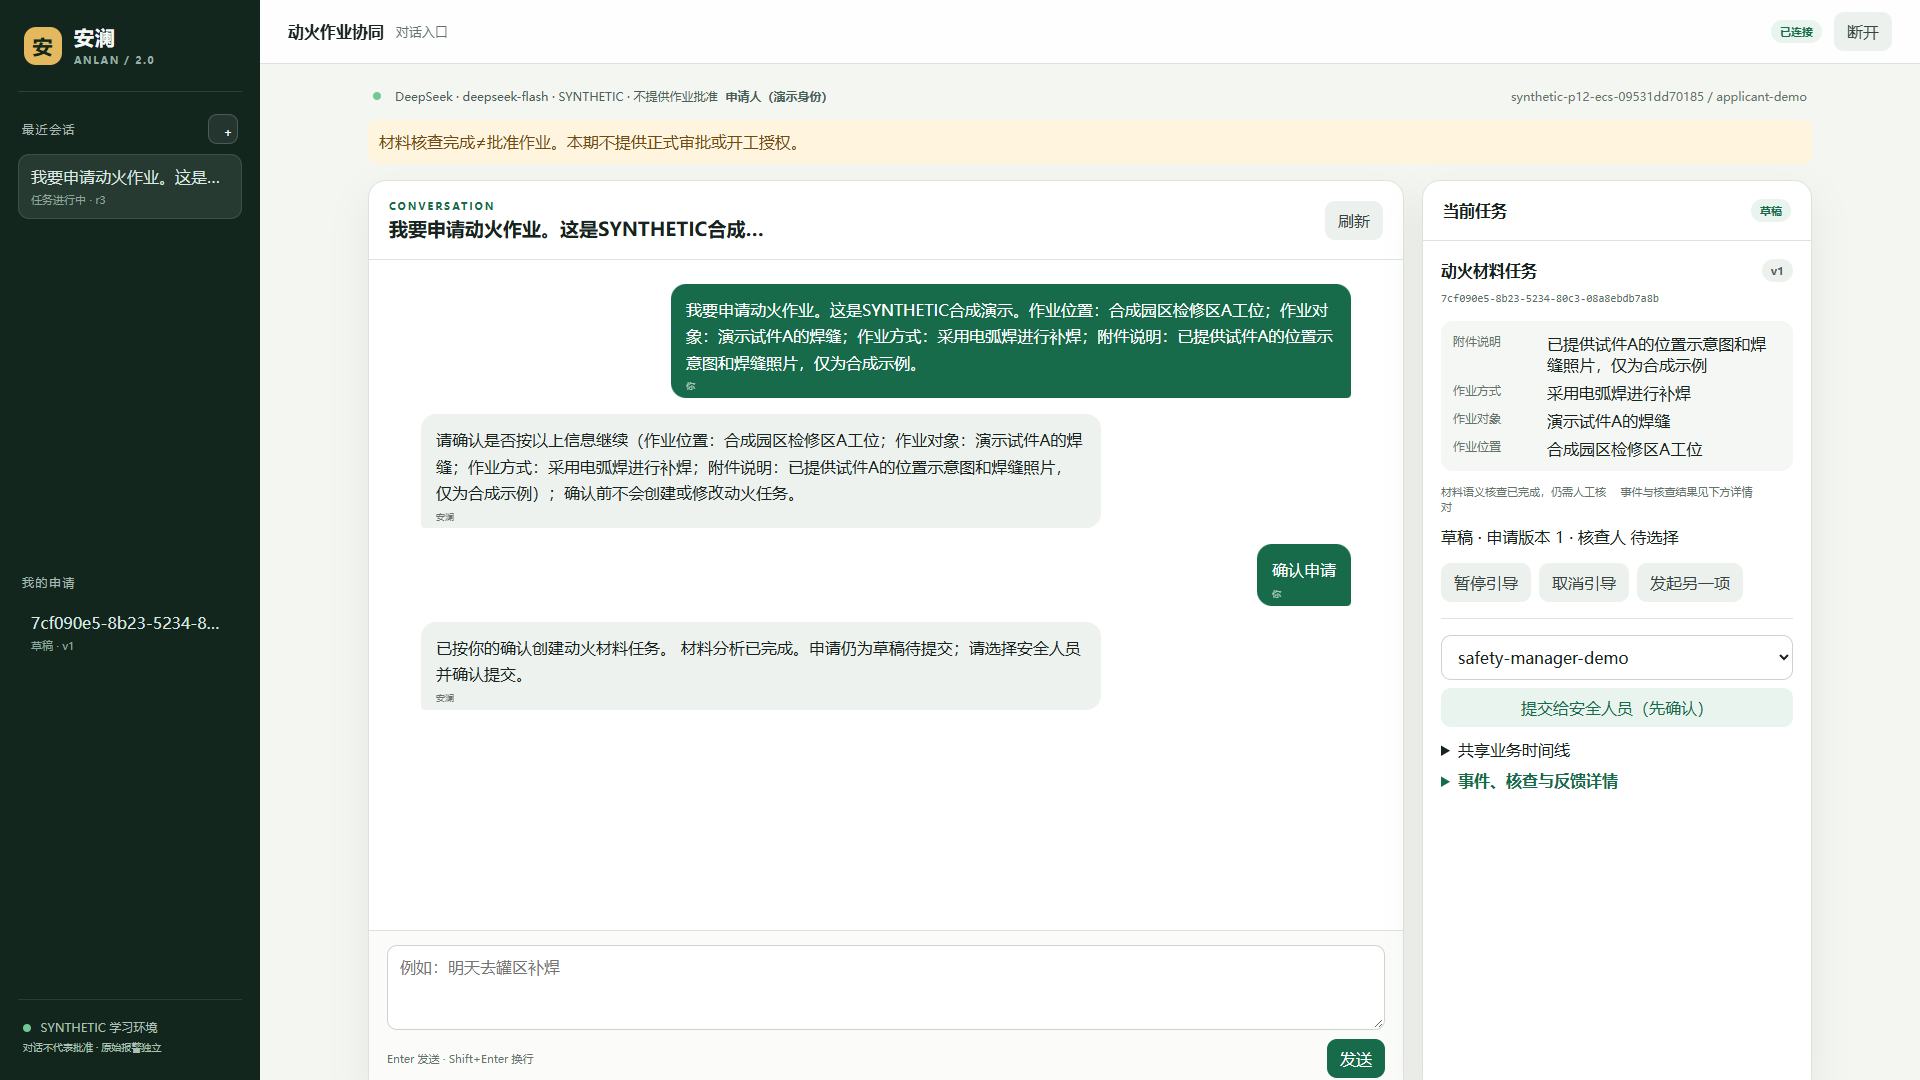 安
安澜
ANLAN / 2.0
最近会话
+
我要申请动火作业。这是...
任务进行中 · r3
我的申请
7cf090e5-8b23-5234-8...
草稿 · v1
SYNTHETIC 学习环境
对话不代表批准 · 原始报警独立
动火作业协同 对话入口
已连接
断开
DeepSeek · deepseek-flash · SYNTHETIC · 不提供作业批准 申请人（演示身份）
synthetic-p12-ecs-09531dd70185 / applicant-demo
材料核查完成≠批准作业。本期不提供正式审批或开工授权。
CONVERSATION
我要申请动火作业。这是SYNTHETIC合成...
刷新
我要申请动火作业。这是SYNTHETIC合成演示。作业位置：合成园区检修区A工位；作业对
象：演示试件A的焊缝；作业方式：采用电弧焊进行补焊；附件说明：已提供试件A的位置示
意图和焊缝照片，仅为合成示例。
你
请确认是否按以上信息继续（作业位置：合成园区检修区A工位；作业对象：演示试件A的焊
缝；作业方式：采用电弧焊进行补焊；附件说明：已提供试件A的位置示意图和焊缝照片，
仅为合成示例）；确认前不会创建或修改动火任务。
安澜
确认申请
你
已按你的确认创建动火材料任务。 材料分析已完成。申请仍为草稿待提交；请选择安全人员
并确认提交。
安澜
例如：明天去罐区补焊
Enter 发送 · Shift+Enter 换行
发送
当前任务
草稿
动火材料任务
v1
7cf090e5-8b23-5234-80c3-08a8ebdb7a8b
附件说明 已提供试件A的位置示意图和焊
缝照片，仅为合成示例
作业方式 采用电弧焊进行补焊
作业对象 演示试件A的焊缝
作业位置 合成园区检修区A工位
材料语义核查已完成，仍需人工核 事件与核查结果见下方详情
对
草稿 · 申请版本 1 · 核查人 待选择
暂停引导
取消引导
发起另一项
safety-manager-demo
提交给安全人员（先确认）
共享业务时间线
事件、核查与反馈详情